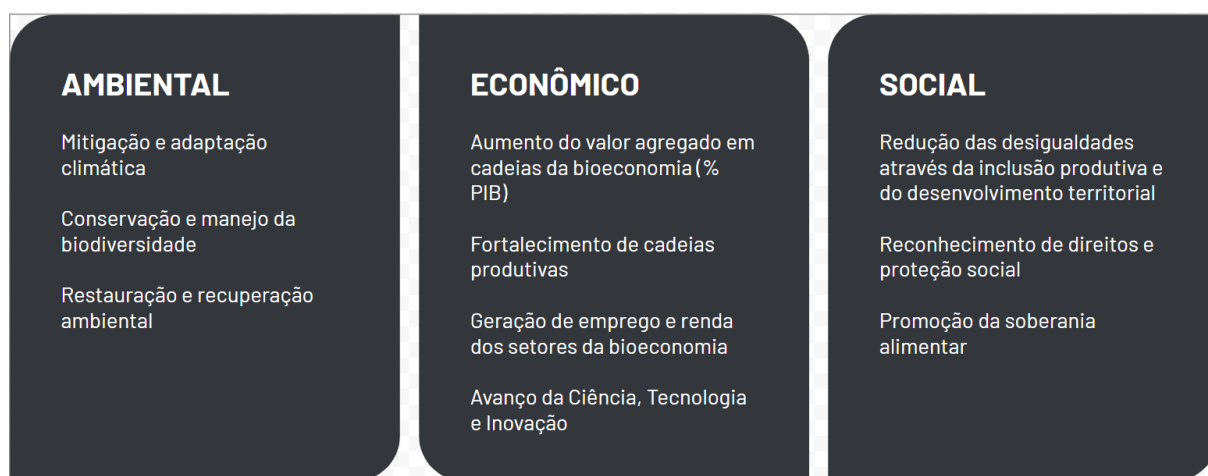 AMBIENTAL
Mitigação e adaptação
climática
Conservação e manejo da
biodiversidade
Restauração e recuperação
ambiental
ECONÔMICO
Aumento do valor agregado em
cadeias da bioeconomia (%
PIB)
Fortalecimento de cadeias
produtivas
Geração de emprego e renda
dos setores da bioeconomia
Avanço da Ciência, Tecnologia
e Inovação
SOCIAL
Redução das desigualdades
através da inclusão produtiva e
do desenvolvimento territorial
Reconhecimento de direitos e
proteção social
Promoção da soberania
alimentar